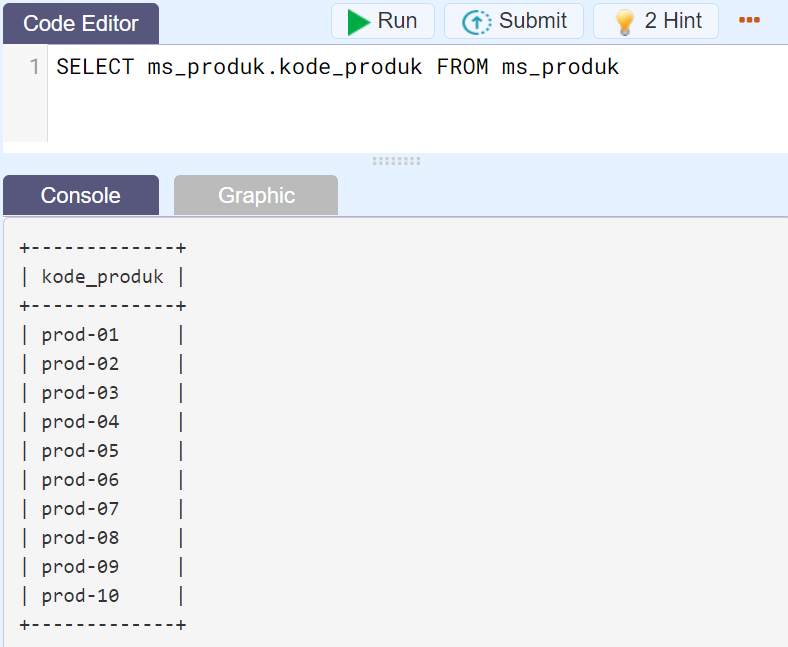 Code Editor
Run
Submit
2 Hint
1 SELECT ms_produk.kode_produk FROM ms_produk
Console
Graphic
+-------------+
| kode_produk |
+-------------+
| prod-01     |
| prod-02     |
| prod-03     |
| prod-04     |
| prod-05     |
| prod-06     |
| prod-07     |
| prod-08     |
| prod-09     |
| prod-10     |
+-------------+